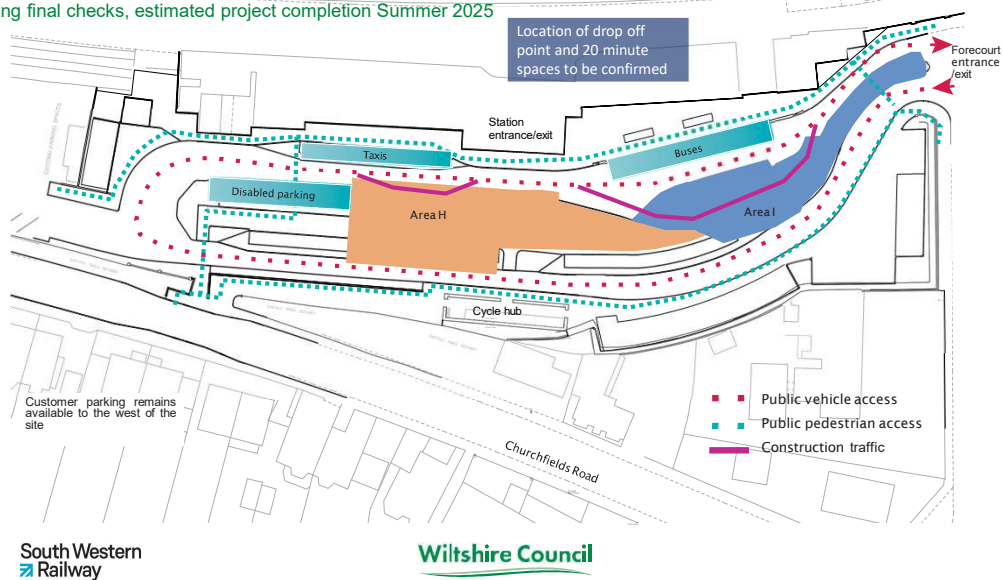 ng final checks, estimated project completion Summer 2025
Location of drop off
point and 20 minute
spaces to be confirmed
Forecourt
entrance
/exit
Station
entrance/exit
Taxis
Buses
Disabled parking
Area H
Area I
Cycle hub
Customer parking remains
available to the west of the
site
Churchfields Road
Public vehicle access
Public pedestrian access
Construction traffic
South Western
Railway
Wiltshire Council